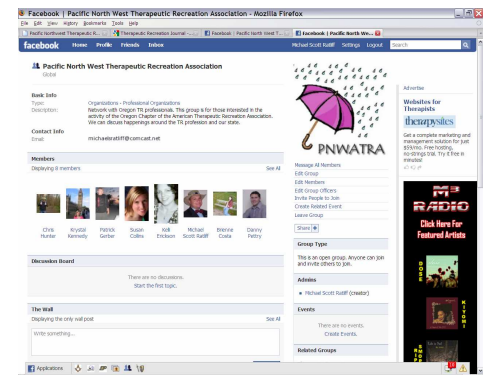 Facebook | Pacific North West Therapeutic Recreation Association - Mozilla Firefox
File Edit View History Bookmarks Tools Help
Pacific Northwest Therapeutic R...
Therapeutic Recreation Journal -...
Facebook | Pacific North West T...
Facebook | Pacific North We...
facebook Home Profile Friends Inbox
Michael Scott Ratliff Settings Logout Search
Pacific North West Therapeutic Recreation Association
Global
Basic Info
Type: Organizations - Professional Organizations
Description: Network with Oregon TR professionals. This group is for those interested in the
activity of the Oregon Chapter of the American Therapeutic Recreation Association.
We can discuss happenings around the TR profession and our state.
Contact Info
Email: michaelsratliff@comcast.net
Members
Displaying 8 members See All
Chris Hunter
Krystal Kennedy
Patrick Gerber
Susan Collins
Kelli Erickson
Michael Scott Ratliff
Brienne Costa
Danny Pettry
Discussion Board
There are no discussions.
Start the first topic.
The Wall
Displaying the only wall post See All
Write something...
PNWATRA
Message All Members
Edit Group
Edit Members
Edit Group Officers
Invite People to Join
Create Related Event
Leave Group
Share +
Group Type
This is an open group. Anyone can join
and invite others to join.
Admins
Michael Scott Ratliff (creator)
Events
There are no events.
Create Events.
Related Groups
Advertise
Websites for
Therapists
therapysites
Get a complete marketing and
management solution for just
$59/mo. Free hosting,
no-strings trial. Try it free 
minutes!
M3
RADIO
Click Here For
Featured Artists
DOSE
KIYOMI
Applications